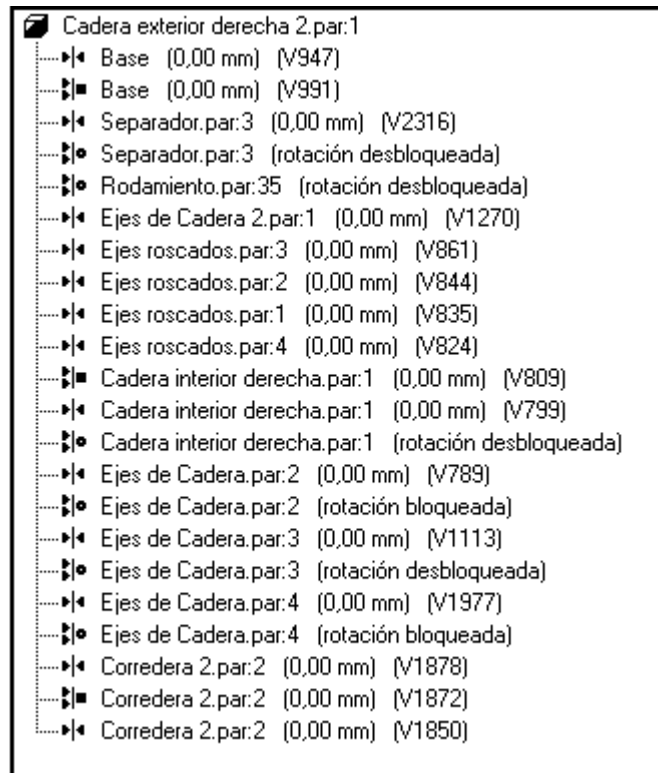 Cadera exterior derecha 2.par:1
Base (0,00 mm) (V947)
Base (0,00 mm) (V991)
Separador.par:3 (0,00 mm) (V2316)
Separador.par:3 (rotación desbloqueada)
Rodamiento.par:35 (rotación desbloqueada)
Ejes de Cadera 2.par:1 (0,00 mm) (V1270)
Ejes roscados.par:3 (0,00 mm) (V861)
Ejes roscados.par:2 (0,00 mm) (V844)
Ejes roscados.par:1 (0,00 mm) (V835)
Ejes roscados.par:4 (0,00 mm) (V824)
Cadera interior derecha.par:1 (0,00 mm) (V809)
Cadera interior derecha.par:1 (0,00 mm) (V799)
Cadera interior derecha.par:1 (rotación desbloqueada)
Ejes de Cadera.par:2 (0,00 mm) (V789)
Ejes de Cadera.par:2 (rotación bloqueada)
Ejes de Cadera.par:3 (0,00 mm) (V1113)
Ejes de Cadera.par:3 (rotación desbloqueada)
Ejes de Cadera.par:4 (0,00 mm) (V1977)
Ejes de Cadera.par:4 (rotación bloqueada)
Corredera 2.par:2 (0,00 mm) (V1878)
Corredera 2.par:2 (0,00 mm) (V1872)
Corredera 2.par:2 (0,00 mm) (V1850)